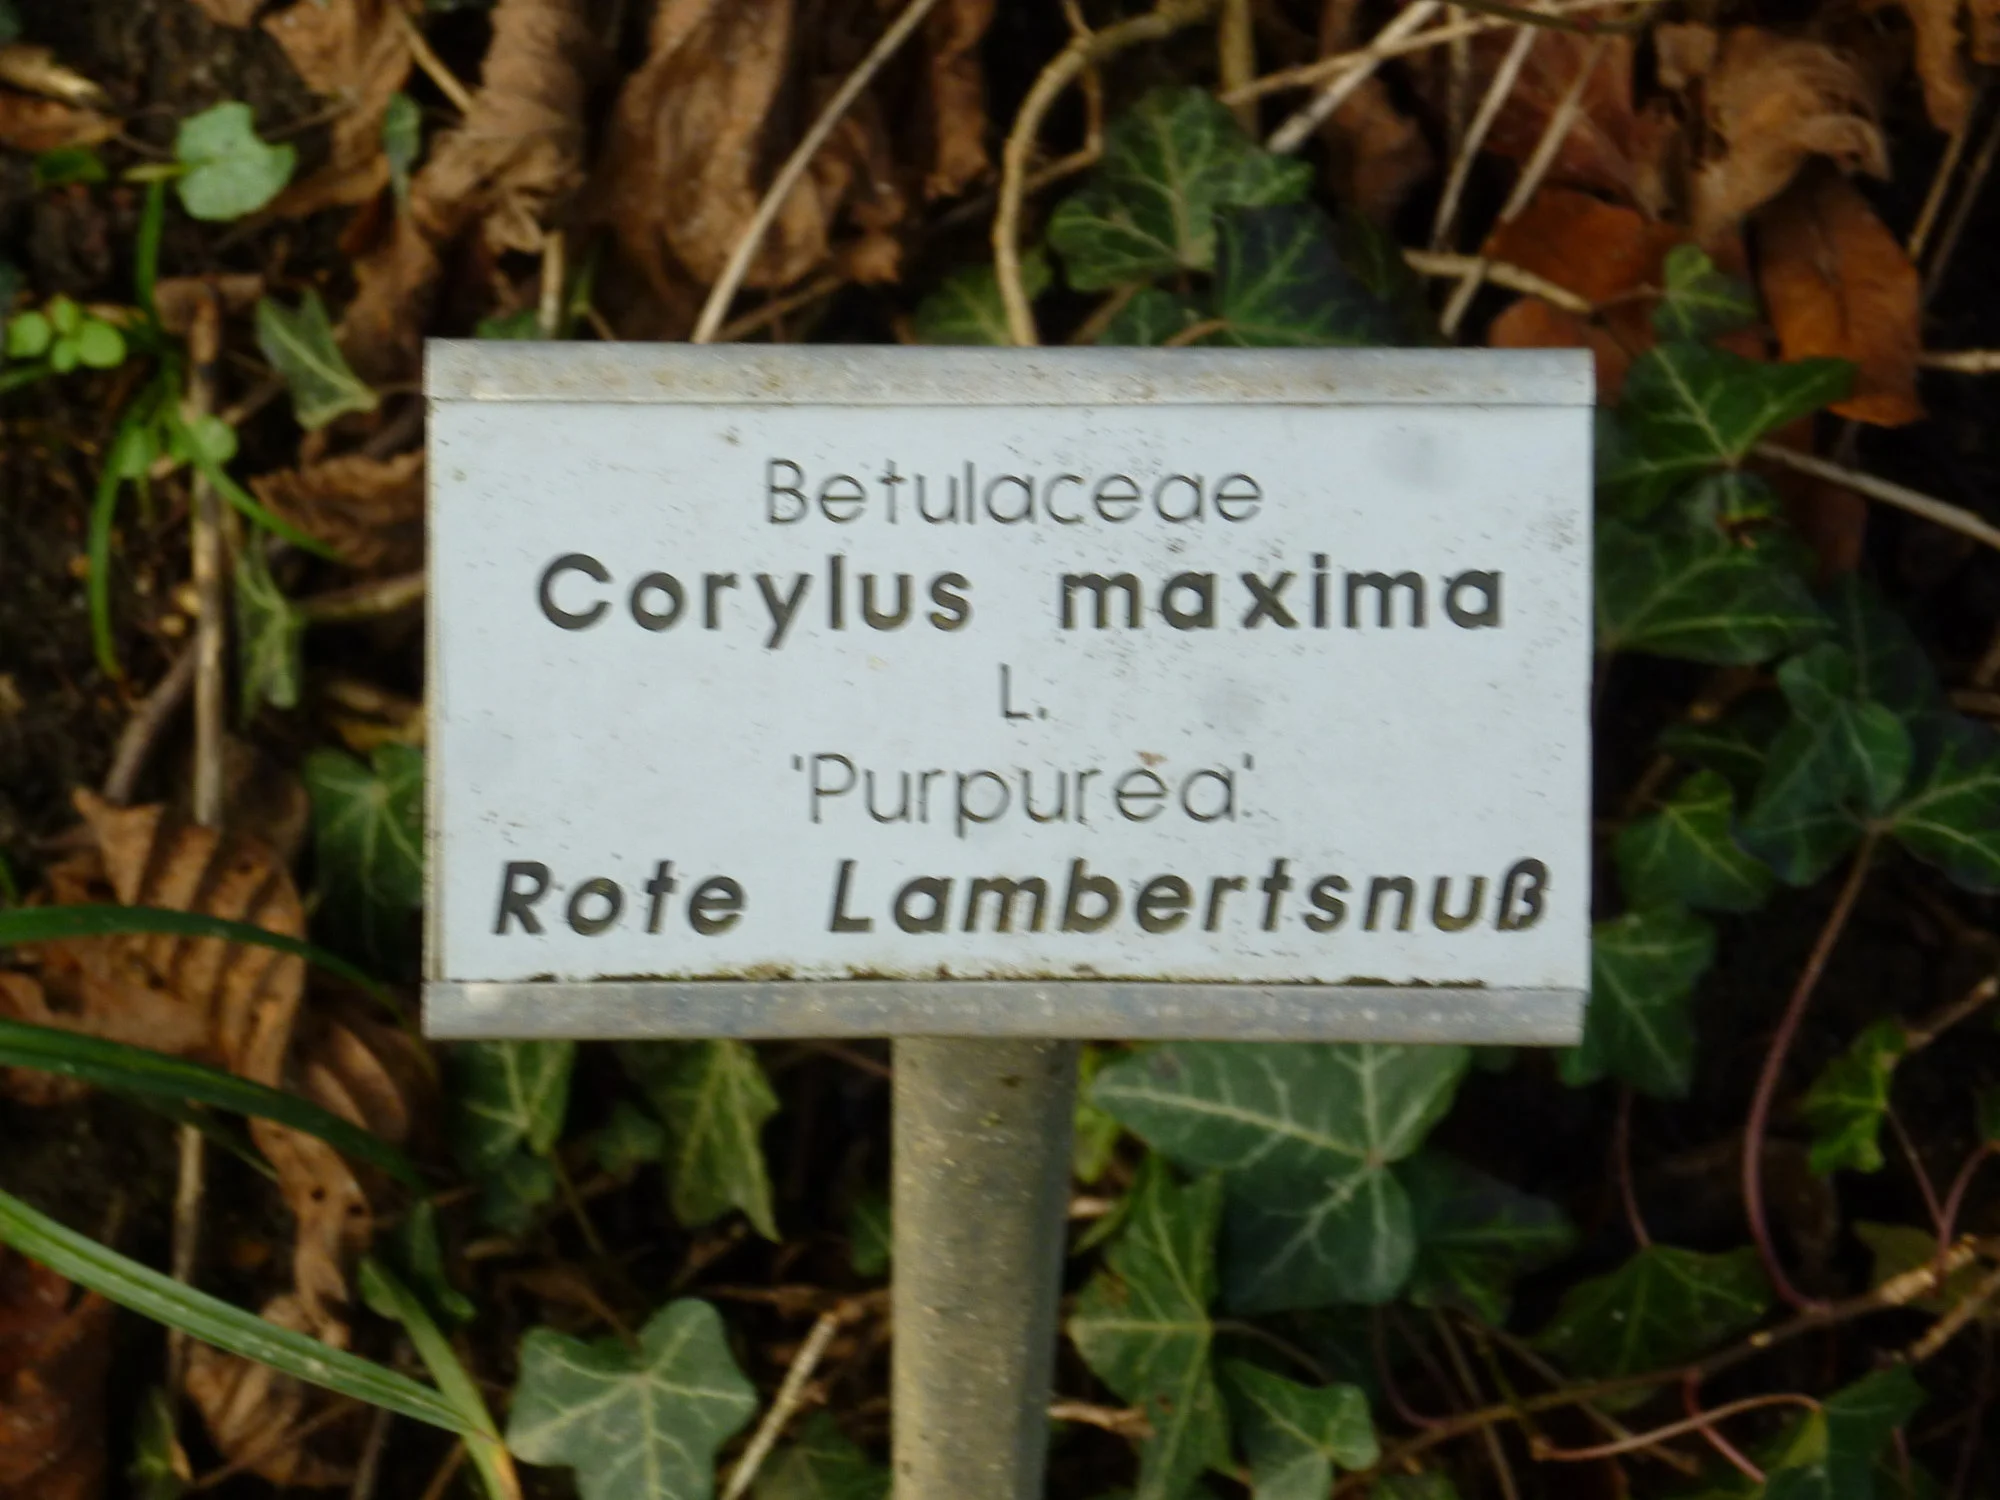 Betulaceae
Corylus maxima
L.
'Purpurea'
Rote Lambertsnuß